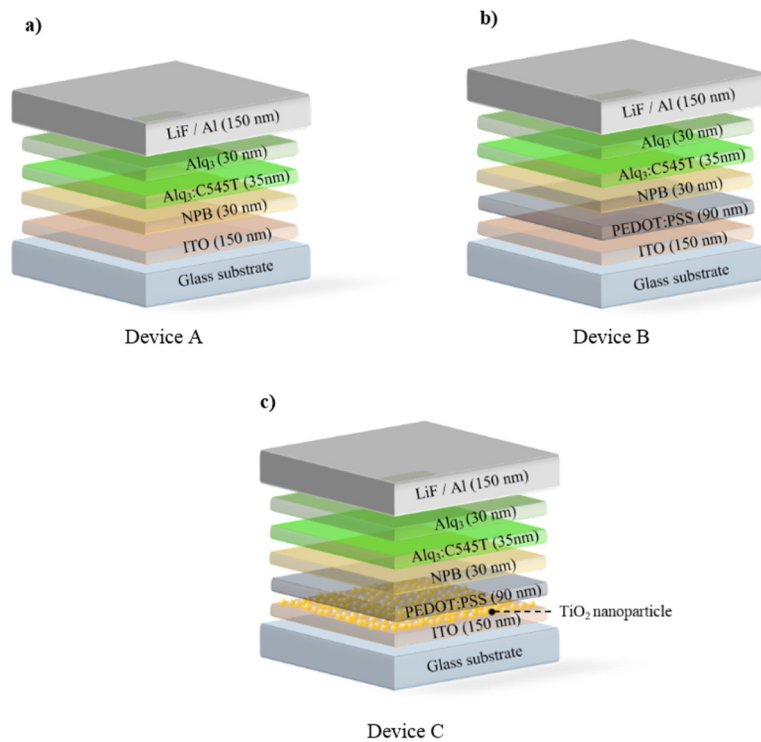 a)
LiF / Al (150 nm)
Alq₃ (30 nm)
Alq₃:C545T (35nm)
NPB (30 nm)
ITO (150 nm)
Glass substrate
Device A
b)
LiF / Al (150 nm)
Alq₃ (30 nm)
Alq₃:C545T (35nm)
NPB (30 nm)
PEDOT:PSS (90 nm)
ITO (150 nm)
Glass substrate
Device B
c)
LiF / Al (150 nm)
Alq₃ (30 nm)
Alq₃:C545T (35nm)
NPB (30 nm)
PEDOT:PSS (90 nm)
TiO₂ nanoparticle
ITO (150 nm)
Glass substrate
Device C